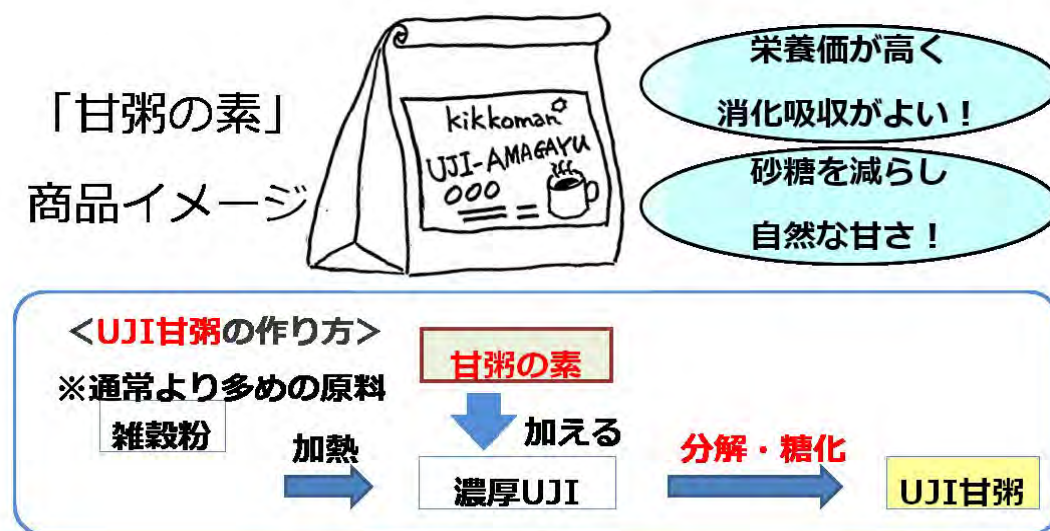 「甘粥の素」
商品イメージ
kikkoman
UJI-AMAGAYU
OOO
栄養価が高く
消化吸収がよい！
砂糖を減らし
自然な甘さ！
＜UJI甘粥の作り方＞
※通常より多めの原料
雑穀粉
加熱
甘粥の素
加える
濃厚UJI
分解・糖化
UJI甘粥